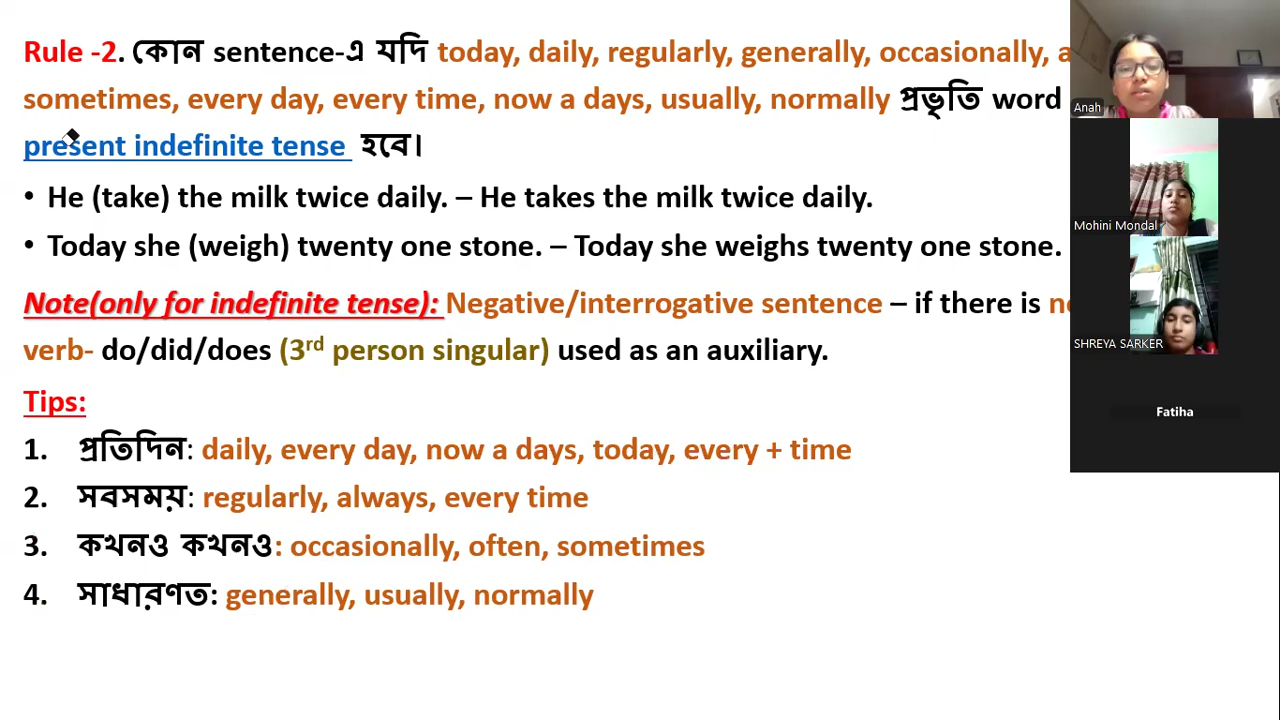 Rule -2. কোন sentence-এ যদি today, daily, regularly, generally, occasionally,
sometimes, every day, every time, now a days, usually, normally প্রভৃতি word
present indefinite tense হবে।
• He (take) the milk twice daily. – He takes the milk twice daily.
• Today she (weigh) twenty one stone. – Today she weighs twenty one stone.
Note(only for indefinite tense): Negative/interrogative sentence – if there is
verb- do/did/does (3rd person singular) used as an auxiliary.
Tips:
1. প্রতিদিন: daily, every day, now a days, today, every + time
2. সবসময়: regularly, always, every time
3. কখনও কখনও: occasionally, often, sometimes
4. সাধারণত: generally, usually, normally
Anah
Mohini Mondal
SHREYA SARKER
Fatiha